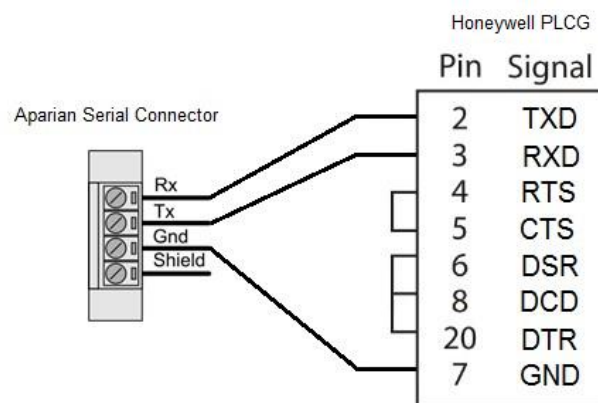 Honeywell PLCG
Pin Signal
Aparian Serial Connector
2 TXD
3 RXD
4 RTS
5 CTS
6 DSR
8 DCD
20 DTR
7 GND
Rx
Tx
Gnd
Shield